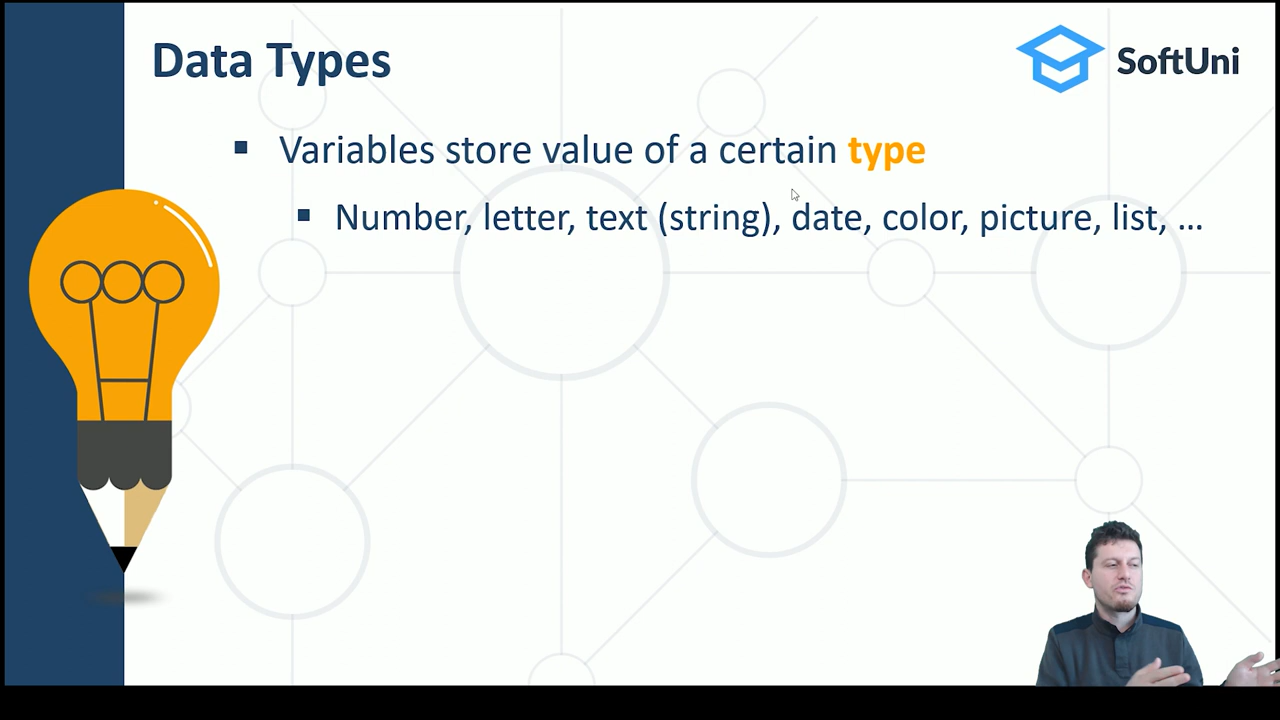 Data Types
SoftUni
▪ Variables store value of a certain type
▪ Number, letter, text (string), date, color, picture, list, ...